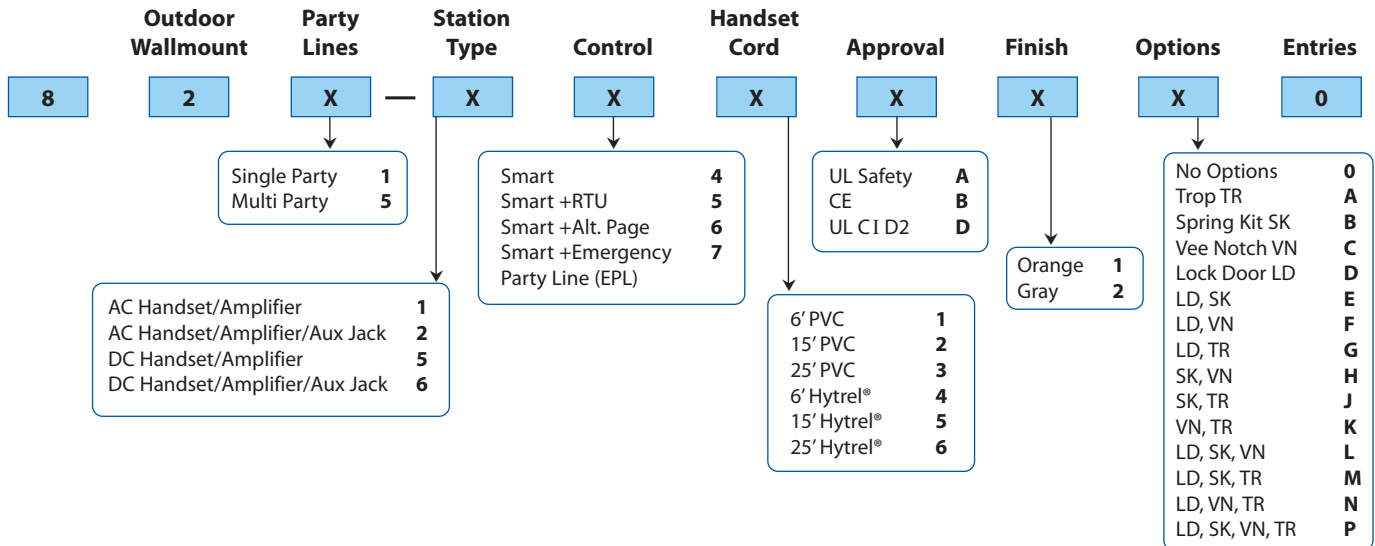 Outdoor Wallmount
Party Lines
Station Type
Control
Handset Cord
Approval
Finish
Options
Entries
8 2 X — X X X X X X 0
Single Party 1
Multi Party 5
AC Handset/Amplifier 1
AC Handset/Amplifier/Aux Jack 2
DC Handset/Amplifier 5
DC Handset/Amplifier/Aux Jack 6
Smart 4
Smart +RTU 5
Smart +Alt. Page 6
Smart +Emergency 7
Party Line (EPL)
6' PVC 1
15' PVC 2
25' PVC 3
6' Hytrel® 4
15' Hytrel® 5
25' Hytrel® 6
UL Safety A
CE B
UL C I D2 D
Orange 1
Gray 2
No Options 0
Trop TR A
Spring Kit SK B
Vee Notch VN C
Lock Door LD D
LD, SK E
LD, VN F
LD, TR G
SK, VN H
SK, TR J
VN, TR K
LD, SK, VN L
LD, SK, TR M
LD, VN, TR N
LD, SK, VN, TR P